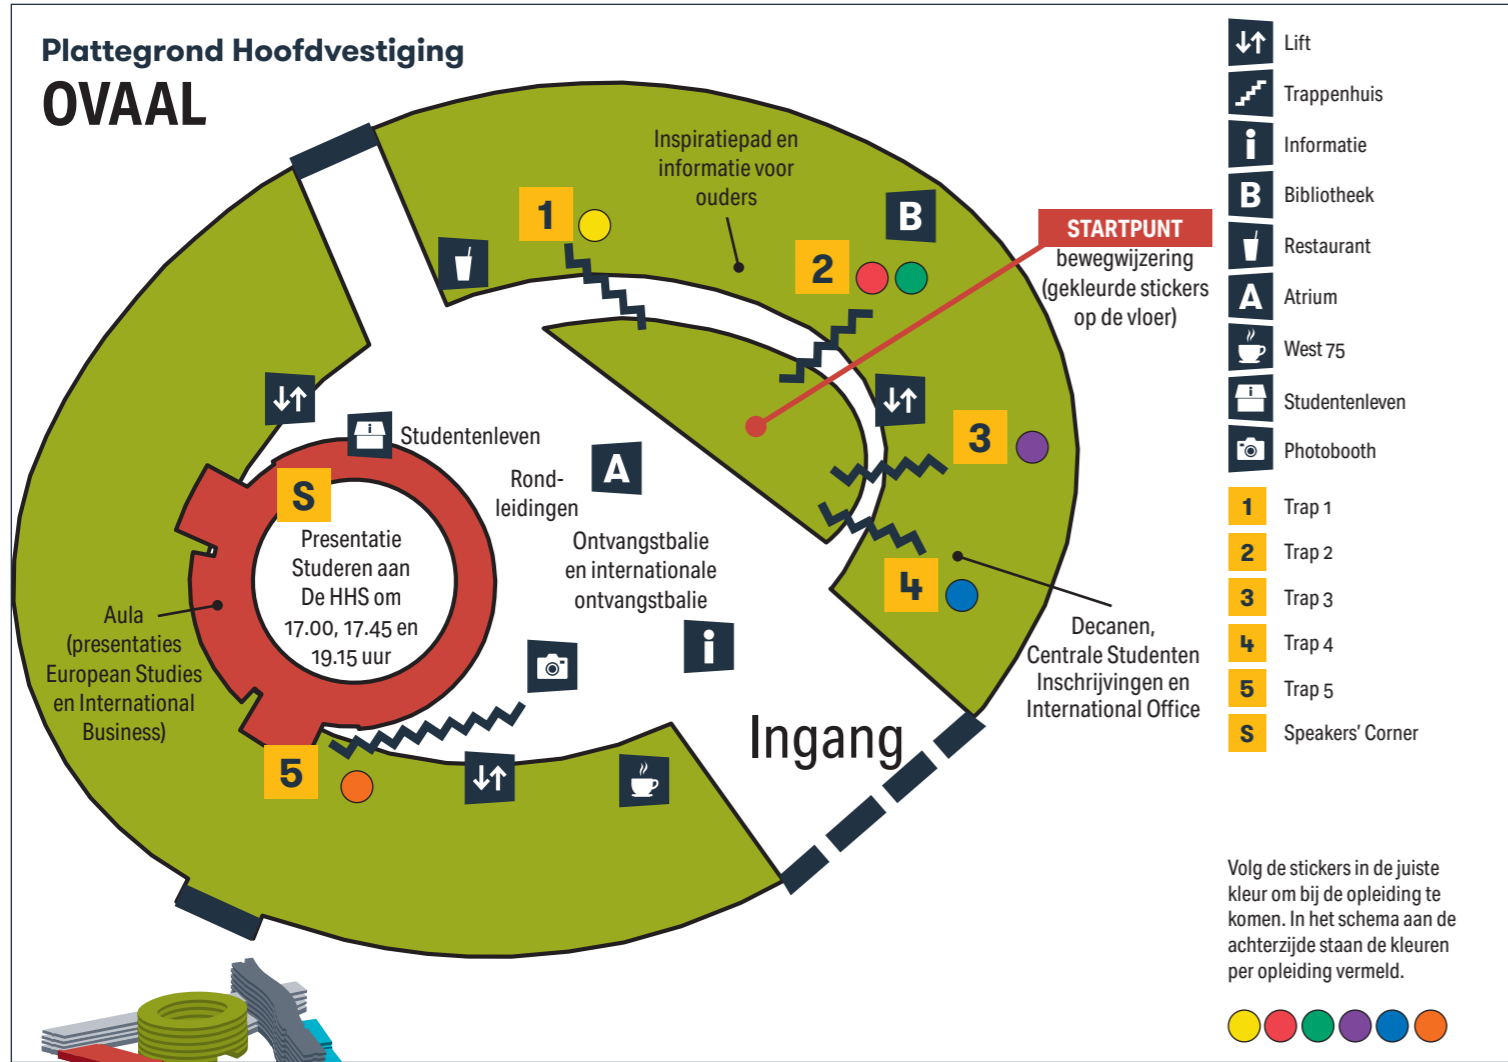 Plattegrond Hoofdvestiging
OVAAL
Inspiratiepad en
informatie voor
ouders
1
B
2
STARTPUNT
bewegwijzering
(gekleurde stickers
op de vloer)
3
Studentenleven
A
Rond-
leidingen
S
Presentatie
Studeren aan
De HHS om
17.00, 17.45 en
19.15 uur
Ontvangstbalie
en internationale
ontvangstbalie
4
i
Aula
(presentaties
European Studies
en International
Business)
Decanen,
Centrale Studenten
Inschrijvingen en
International Office
Ingang
5
Lift
Trappenhuis
i Informatie
B Bibliotheek
Restaurant
A Atrium
West 75
i Studentenleven
Photobooth
1 Trap 1
2 Trap 2
3 Trap 3
4 Trap 4
5 Trap 5
S Speakers' Corner
Volg de stickers in de juiste
kleur om bij de opleiding te
komen. In het schema aan de
achterzijde staan de kleuren
per opleiding vermeld.